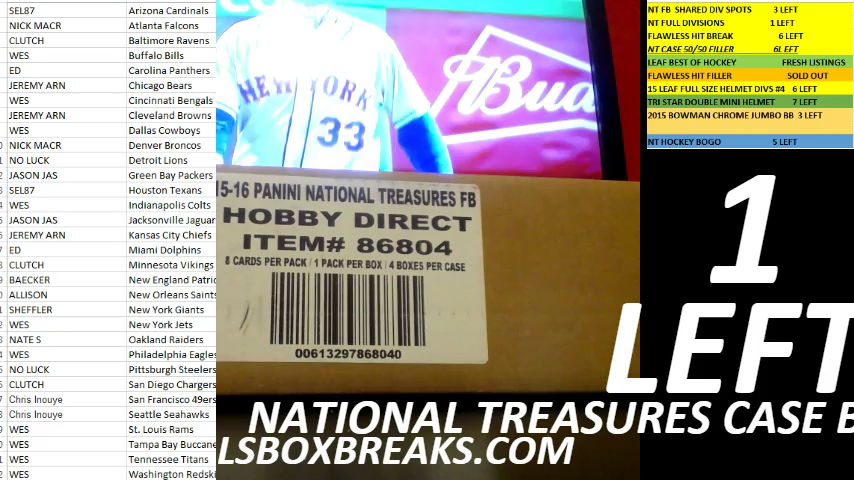 SEL87 Arizona Cardinals
NICK MACR Atlanta Falcons
CLUTCH Baltimore Ravens
WES Buffalo Bills
ED Carolina Panthers
JEREMY ARN Chicago Bears
WES Cincinnati Bengals
JEREMY ARN Cleveland Browns
WES Dallas Cowboys
NICK MACR Denver Broncos
NO LUCK Detroit Lions
JASON JAS Green Bay Packers
SEL87 Houston Texans
WES Indianapolis Colts
JASON JAS Jacksonville Jaguar
JEREMY ARN Kansas City Chiefs
ED Miami Dolphins
CLUTCH Minnesota Vikings
BAECKER New England Patri
ALLISON New Orleans Saints
SHEFFLER New York Giants
WES New York Jets
NATE S Oakland Raiders
WES Philadelphia Eagles
NO LUCK Pittsburgh Steelers
CLUTCH San Diego Chargers
Chris Inouye San Francisco 49ers
Chris Inouye Seattle Seahawks
WES St. Louis Rams
WES Tampa Bay Buccane
WES Tennessee Titans
WES Washington Redski
NEW YORK
33
Bud
15-16 PANINI NATIONAL TREASURES FB
HOBBY DIRECT
ITEM# 86804
8 CARDS PER PACK / 1 PACK PER BOX / 4 BOXES PER CASE
00613297868040
NT FB SHARED DIV SPOTS 3 LEFT
NT FULL DIVISIONS 1 LEFT
FLAWLESS HIT BREAK 6 LEFT
NT CASE 50/50 FILLER 6L EFT
LEAF BEST OF HOCKEY FRESH LISTINGS
FLAWLESS HIT FILLER SOLD OUT
15 LEAF FULL SIZE HELMET DIVS #4 6 LEFT
TRI STAR DOUBLE MINI HELMET 7 LEFT
2015 BOWMAN CHROME JUMBO BB 3 LEFT
NT HOCKEY BOGO 5 LEFT
1
LEFT
NATIONAL TREASURES CASE B
LSBOXBREAKS.COM